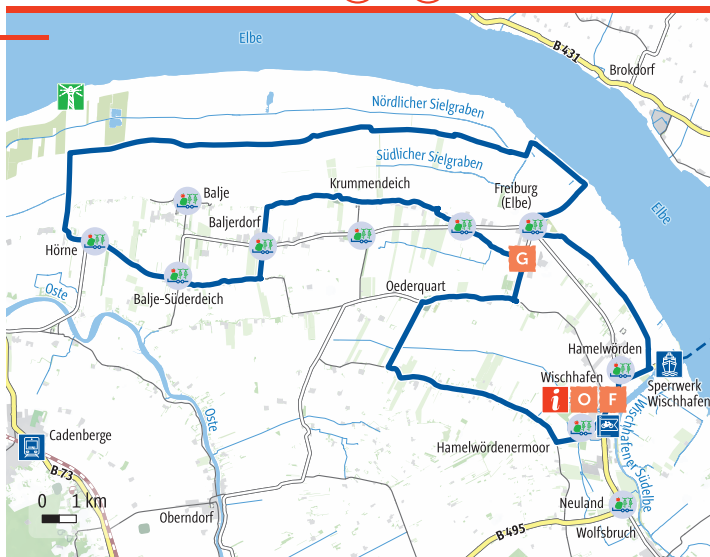 Elbe
B 431
Brokdorf
Nördlicher Sielgraben
Südlicher Sielgraben
Krummendeich
Freiburg
(Elbe)
Balje
Baljerdorf
Elbe
Hörne
G
Balje-Süderdeich
Oederquart
Oste
Hamelwörden
Wischhafen
i O F
Sperrwerk
Wischhafen
Wischhafener Süderelbe
Oste
Cadenberge
Hamelwördenermoor
B 73
0 1 km
Oberndorf
Neuland
B 495
Wolfsbruch